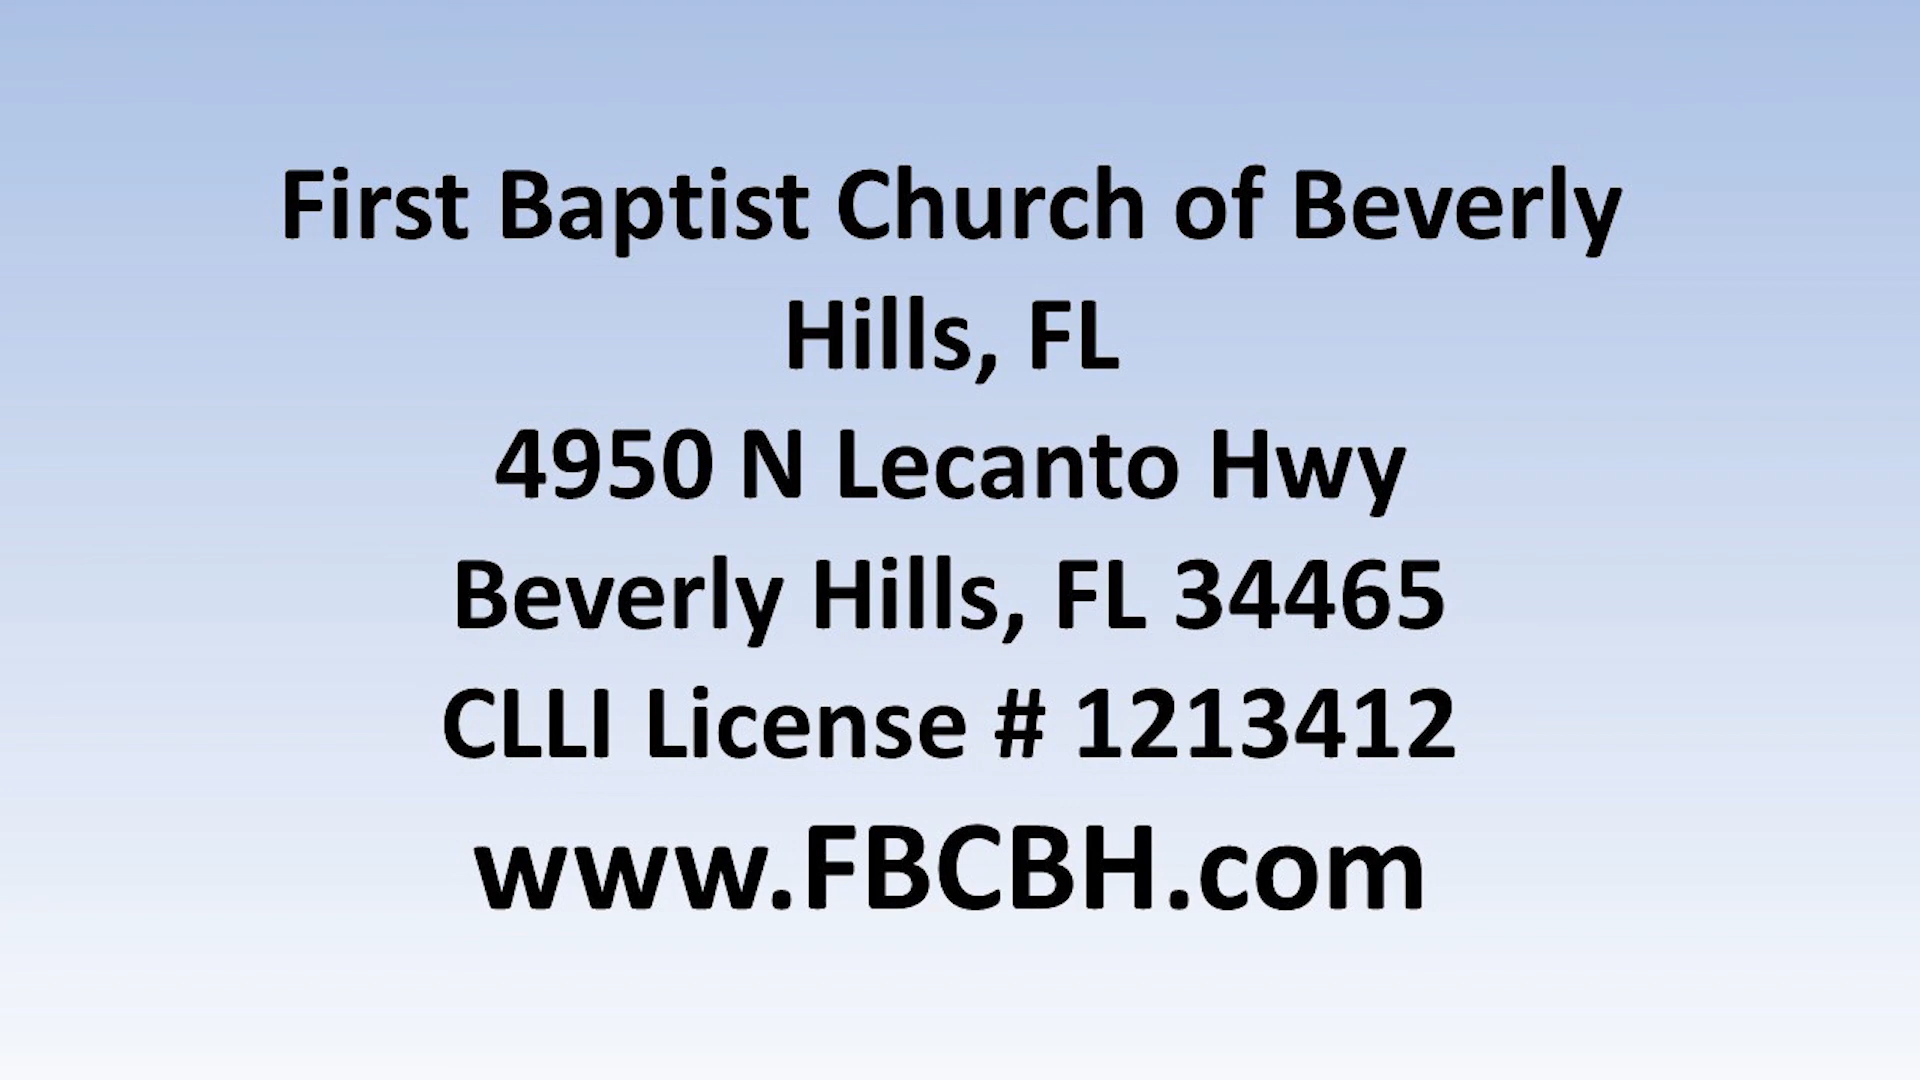 First Baptist Church of Beverly
Hills, FL
4950 N Lecanto Hwy
Beverly Hills, FL 34465
CLLI License # 1213412
www.FBCBH.com